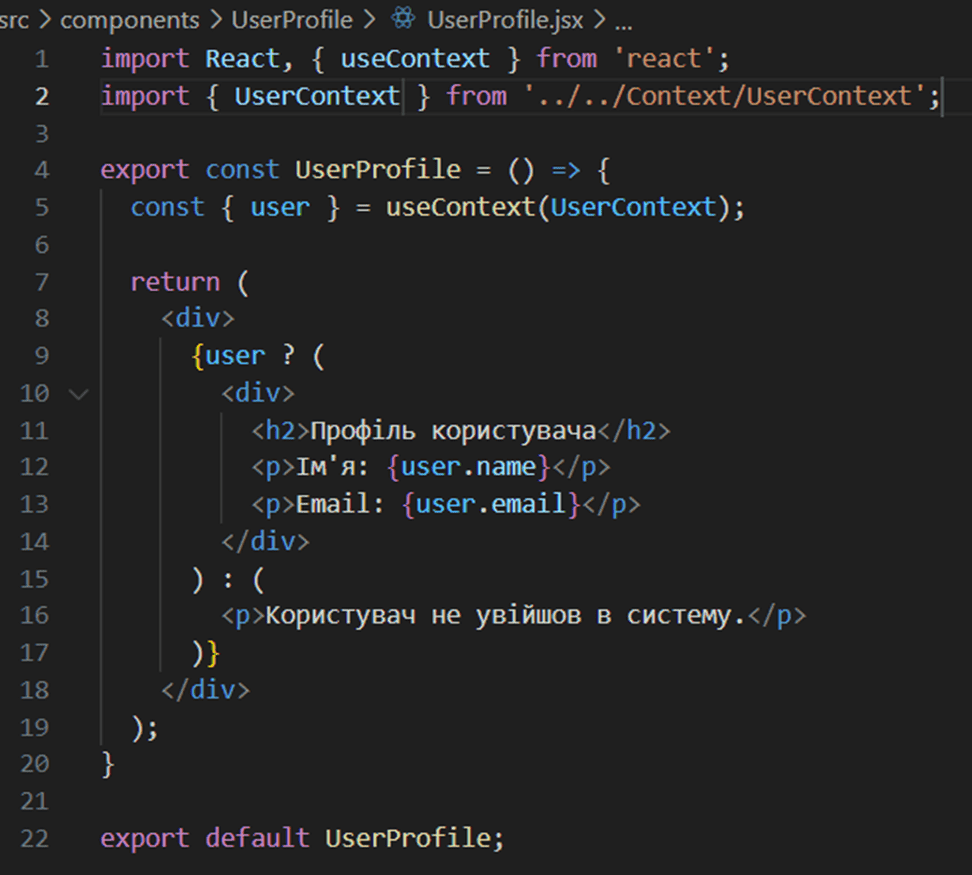 src > components > UserProfile > UserProfile.jsx > ...
1 import React, { useContext } from 'react';
2 import { UserContext } from '../../Context/UserContext';
3
4 export const UserProfile = () => {
5 const { user } = useContext(UserContext);
6
7 return (
8 <div>
9 {user ? (
10 <div>
11 <h2>Профіль користувача</h2>
12 <p>Ім'я: {user.name}</p>
13 <p>Email: {user.email}</p>
14 </div>
15 ) : (
16 <p>Користувач не увійшов в систему.</p>
17 )}
18 </div>
19 );
20 }
21
22 export default UserProfile;